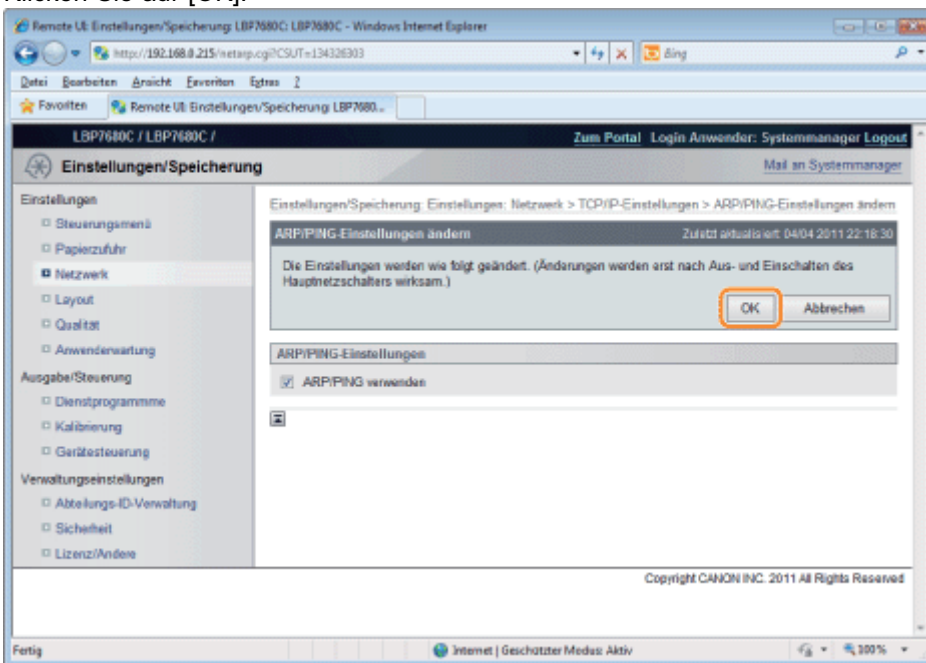 Klicken Sie auf [OK].
Remote UI: Einstellungen/Speicherung: LBP7680C: LBP7680C - Windows Internet Explorer
http://192.168.0.215/netarp.cgi?CSUT=134326303
Bing
Datei Bearbeiten Ansicht Favoriten Extras ?
Favoriten Remote UI: Einstellungen/Speicherung: LBP7680...
LBP7680C / LBP7680C / Zum Portal Login Anwender: Systemmanager Logout
Einstellungen/Speicherung Mail an Systemmanager
Einstellungen
Steuerungsmenü
Papierzufuhr
Netzwerk
Layout
Qualität
Anwenderwartung
Ausgabe/Steuerung
Dienstprogrammme
Kalibrierung
Gerätesteuerung
Verwaltungseinstellungen
Abteilungs-ID-Verwaltung
Sicherheit
Lizenz/Andere
Einstellungen/Speicherung: Einstellungen: Netzwerk > TCP/IP-Einstellungen > ARP/PING-Einstellungen ändern
ARP/PING-Einstellungen ändern Zuletzt aktualisiert: 04/04 2011 22:18:30
Die Einstellungen werden wie folgt geändert. (Änderungen werden erst nach Aus- und Einschalten des
Hauptnetzschalters wirksam.)
OK Abbrechen
ARP/PING-Einstellungen
ARP/PING verwenden
Copyright CANON INC. 2011 All Rights Reserved
Fertig Internet | Geschützter Modus: Aktiv 100%